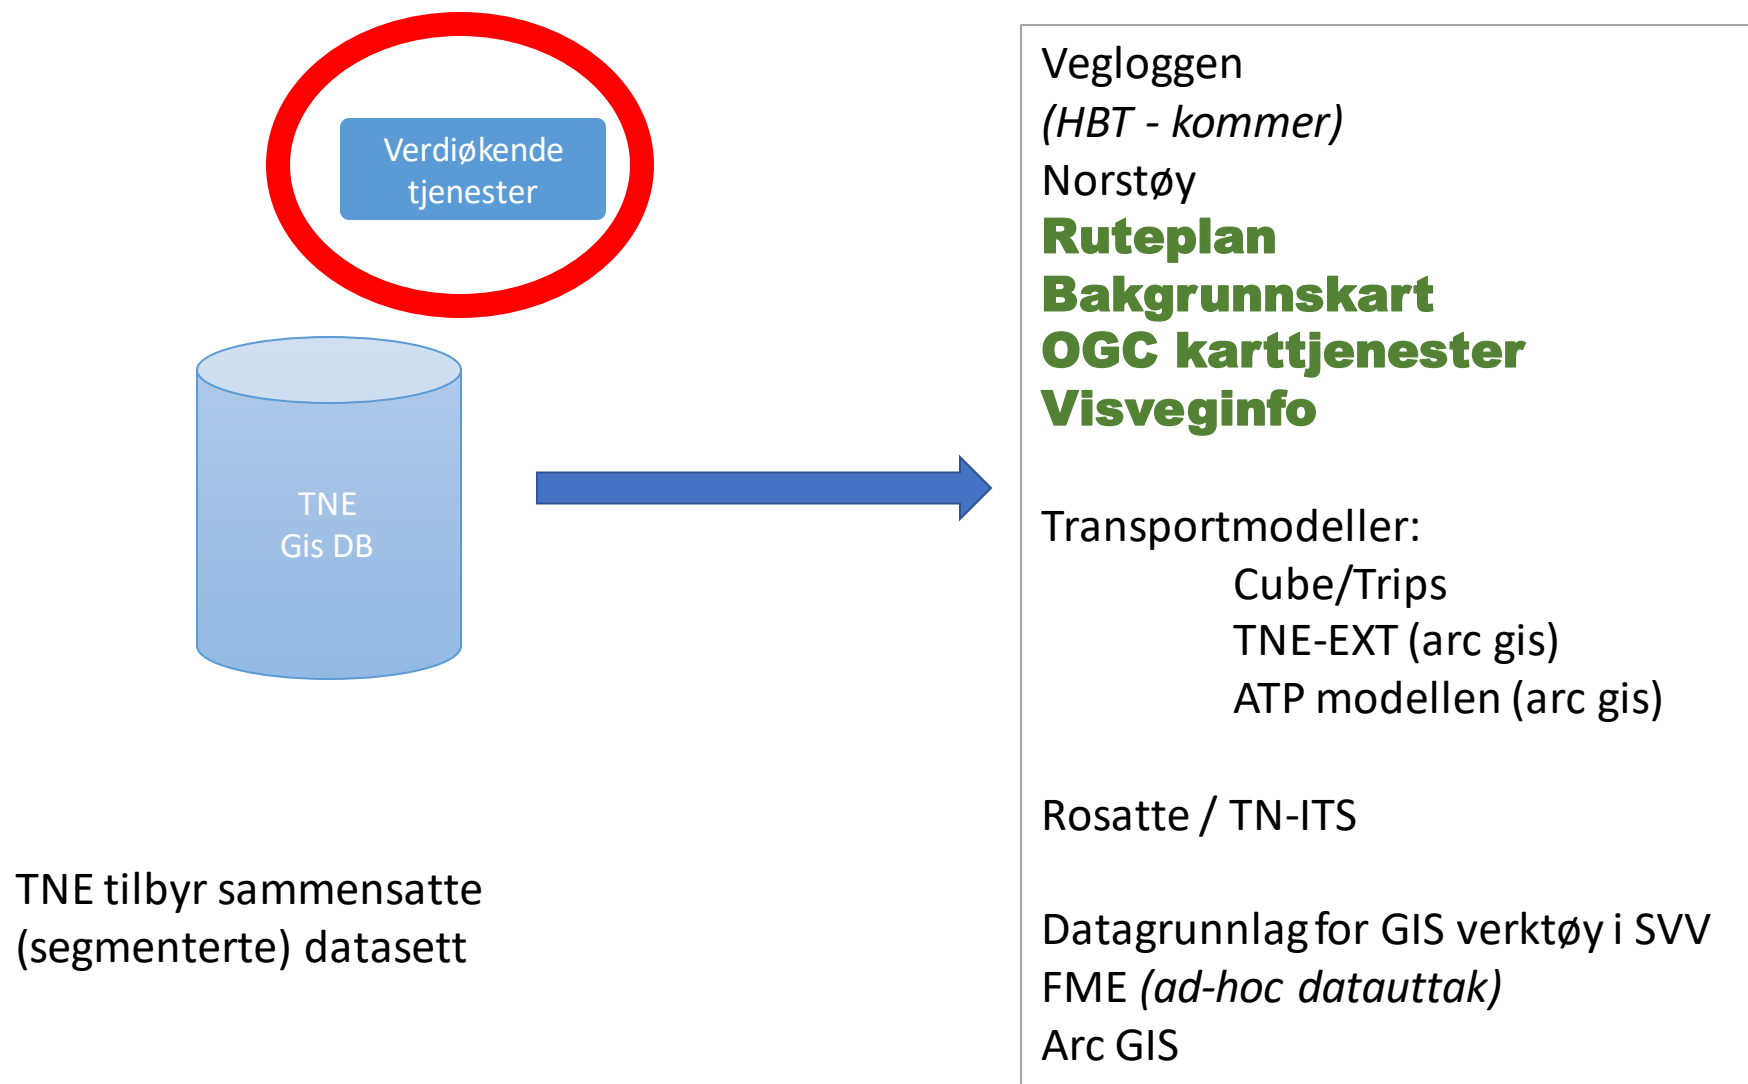 Verdiøkende
tjenester
TNE
Gis DB
TNE tilbyr sammensatte
(segmenterte) datasett
Vegloggen
(HBT - kommer)
Norstøy
Ruteplan
Bakgrunnskart
OGC karttjenester
Visveginfo
Transportmodeller:
Cube/Trips
TNE-EXT (arc gis)
ATP modellen (arc gis)
Rosatte / TN-ITS
Datagrunnlag for GIS verktøy i SVV
FME (ad-hoc datauttak)
Arc GIS